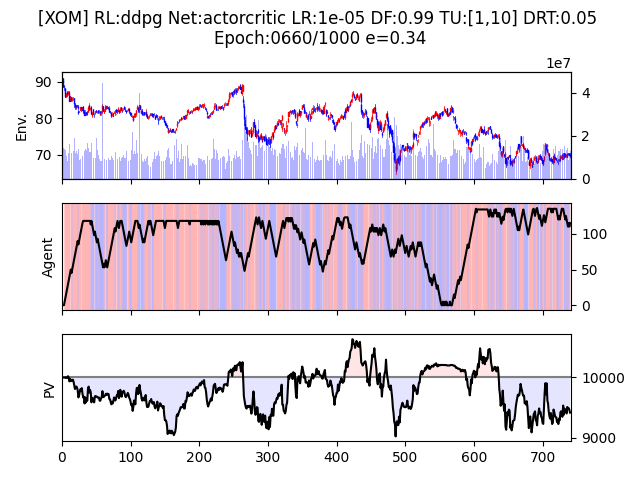 [XOM] RL:ddpg Net:actorcritic LR:1e-05 DF:0.99 TU:[1,10] DRT:0.05
Epoch:0660/1000 e=0.34
1e7
90
80
70
Env.
4
2
0
Agent
100
50
0
PV
10000
9000
0 100 200 300 400 500 600 700